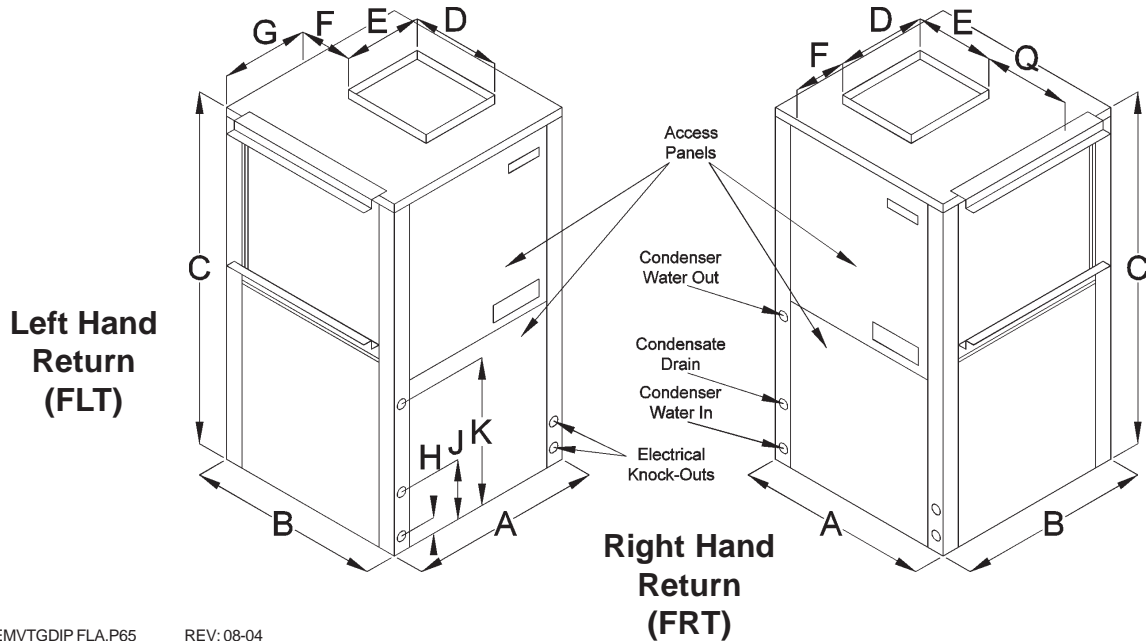 G F E D
D E
F Q
Access
Panels
C
C
Condenser
Water Out
Left Hand
Return
(FLT)
Condensate
Drain
Condenser
Water In
K
J
H
Electrical
Knock-Outs
B A
A B
Right Hand
Return
(FRT)
EMVTGDIP FLA.P65 REV: 08-04